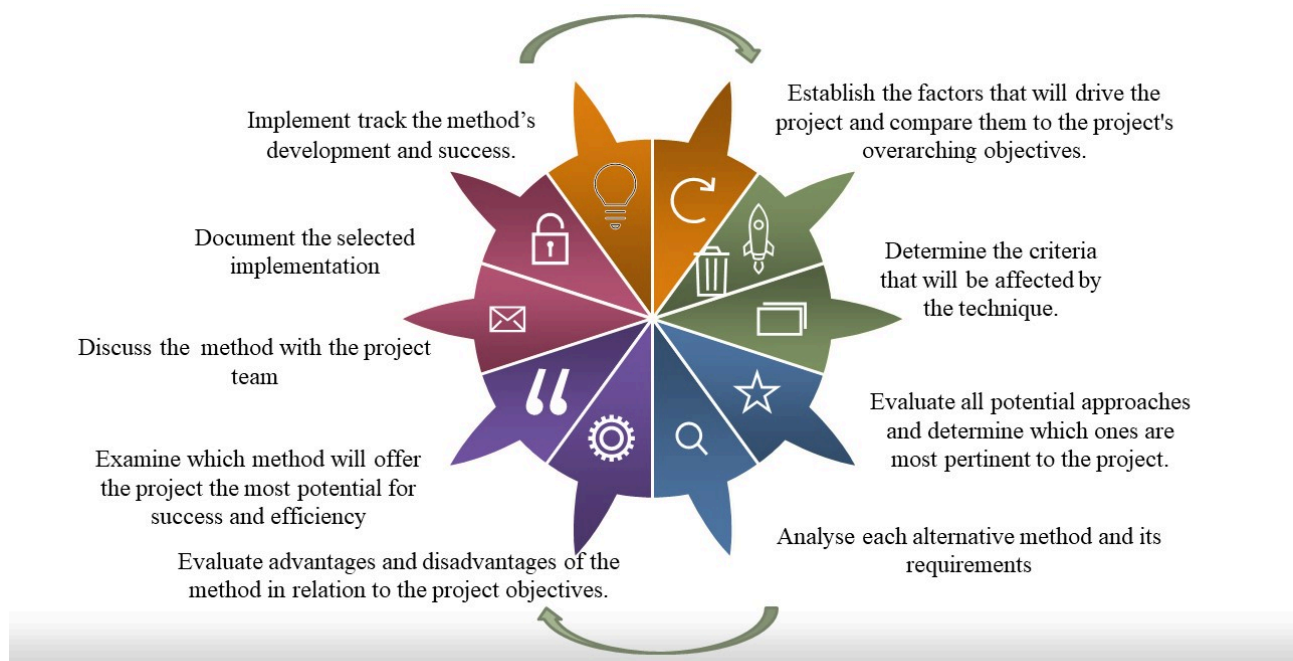 Establish the factors that will drive the
project and compare them to the project's
overarching objectives.
Determine the criteria
that will be affected by
the technique.
Evaluate all potential approaches
and determine which ones are
most pertinent to the project.
Analyse each alternative method and its
requirements
Evaluate advantages and disadvantages of the
method in relation to the project objectives.
Examine which method will offer
the project the most potential for
success and efficiency
Discuss the method with the project
team
Document the selected
implementation
Implement track the method’s
development and success.